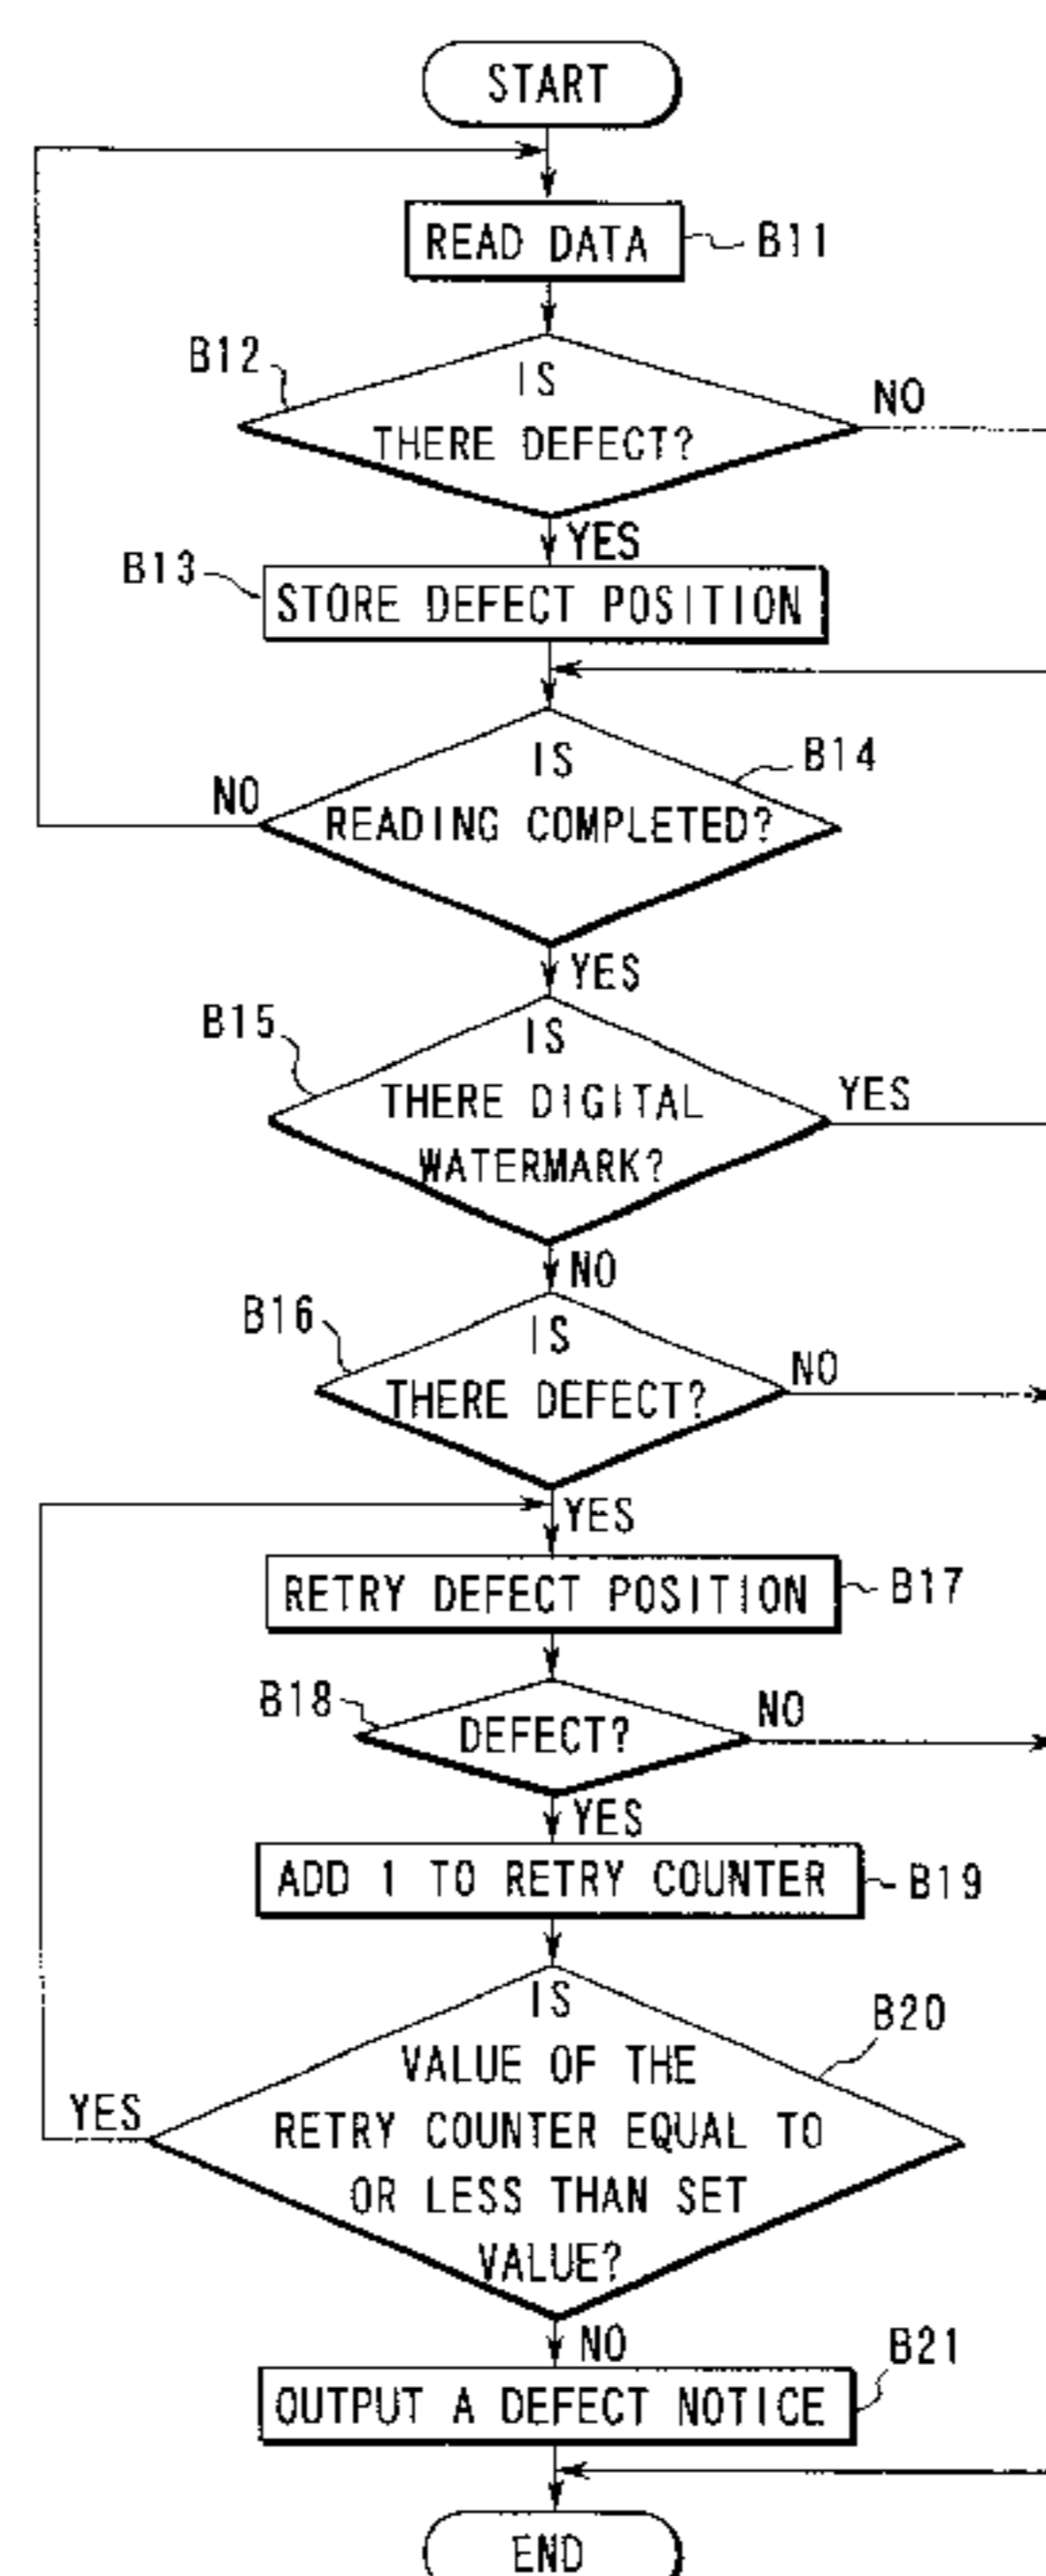 START
READ DATA
B11
B12
IS
THERE DEFECT?
NO
YES
B13
STORE DEFECT POSITION
IS
READING COMPLETED?
B14
NO
YES
B15
IS
THERE DIGITAL
WATERMARK?
YES
NO
B16
IS
THERE DEFECT?
NO
YES
RETRY DEFECT POSITION
B17
B18
DEFECT?
NO
YES
ADD 1 TO RETRY COUNTER
B19
IS
VALUE OF THE
RETRY COUNTER EQUAL TO
OR LESS THAN SET
VALUE?
B20
YES
NO
B21
OUTPUT A DEFECT NOTICE
END